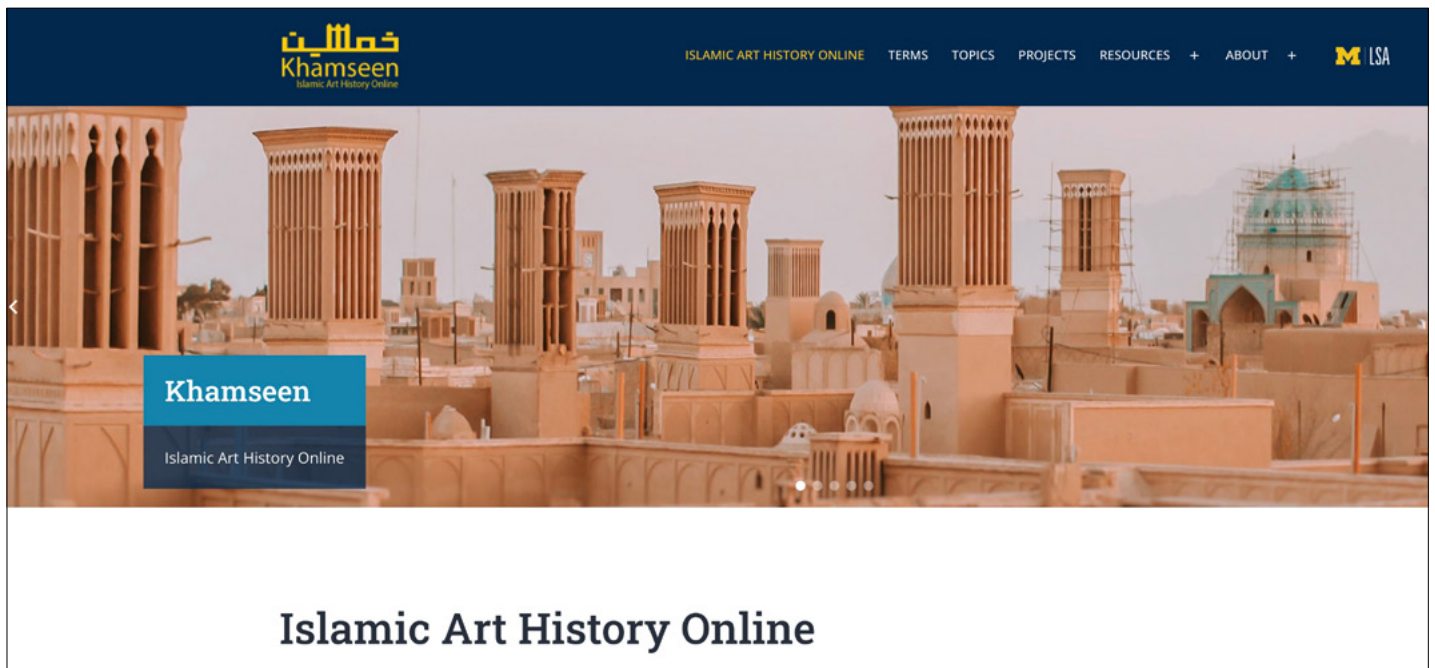 خمسين
Khamseen
Islamic Art History Online
ISLAMIC ART HISTORY ONLINE TERMS TOPICS PROJECTS RESOURCES + ABOUT + M LSA
Khamseen
Islamic Art History Online
Islamic Art History Online